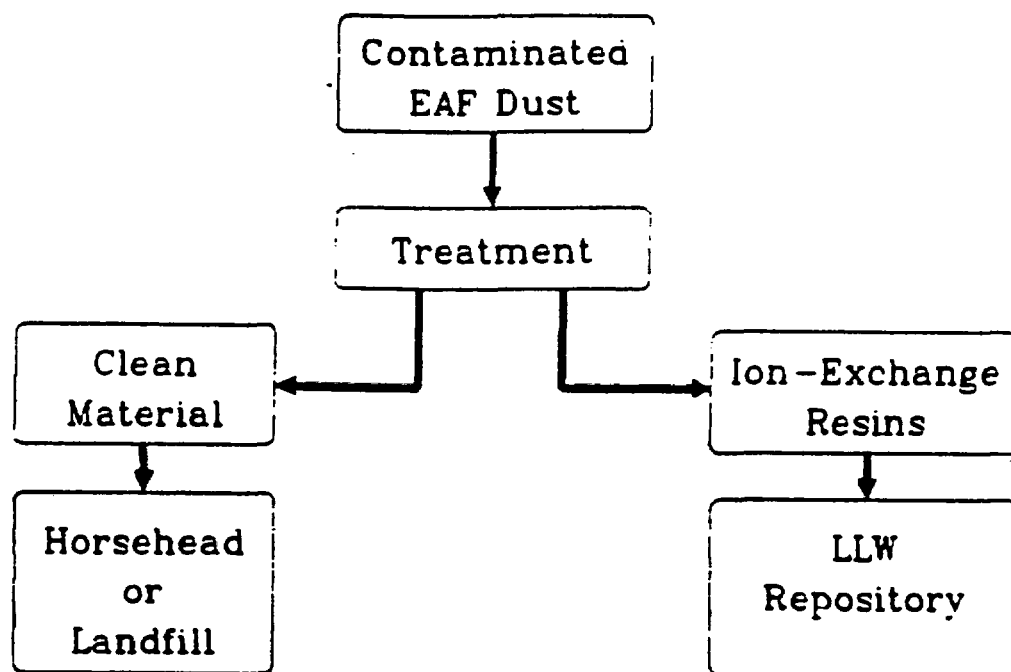 Contaminated
EAF Dust
Treatment
Clean
Material
Ion-Exchange
Resins
Horsehead
or
Landfill
LLW
Repository